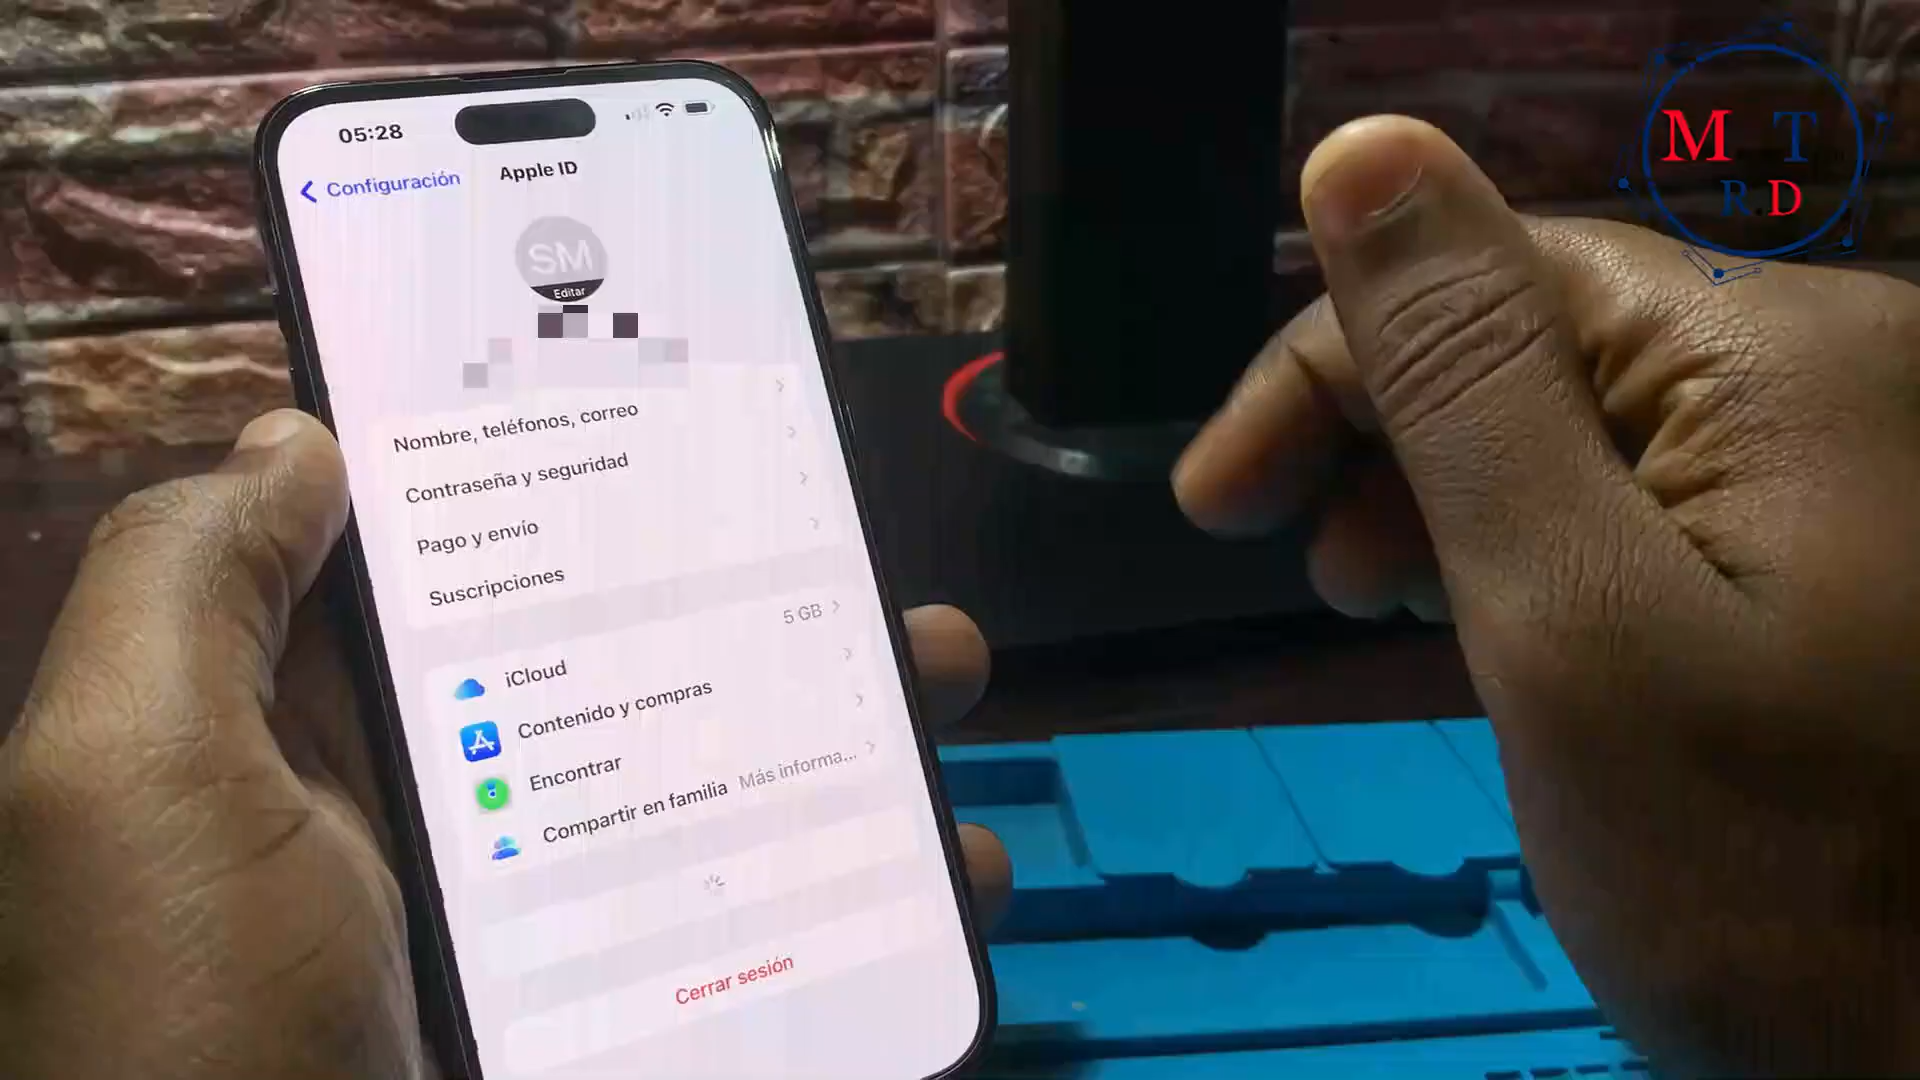 M T
R.D
05:28
Configuración
Apple ID
SM
Editar
Nombre, teléfonos, correo
Contraseña y seguridad
Pago y envío
Suscripciones
iCloud 5 GB
Contenido y compras
Encontrar
Compartir en familia Más informa...
Cerrar sesión